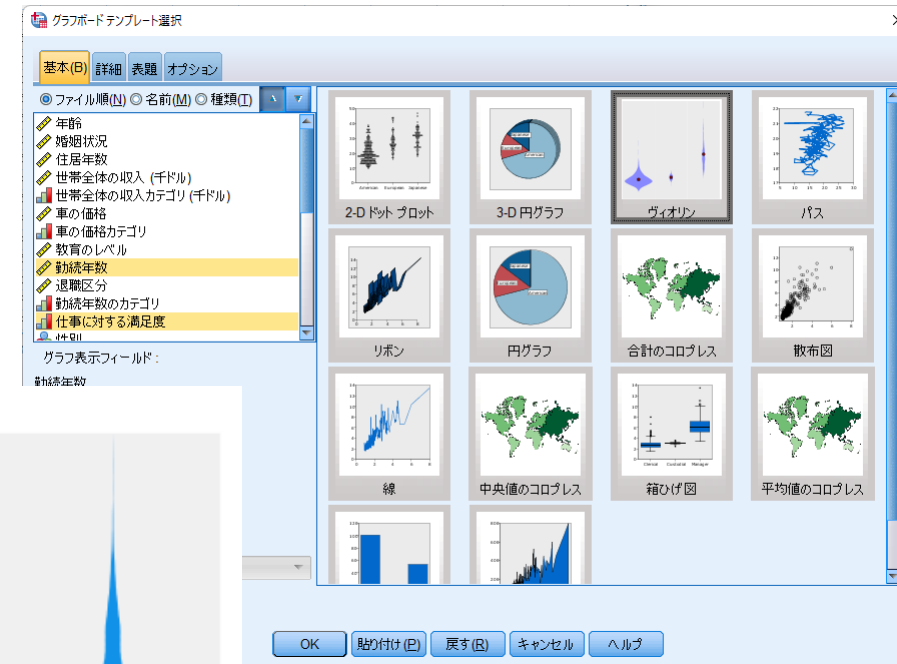 グラフボード テンプレート選択
基本(B) 詳細 表題 オプション
ファイル順(N) 名前(M) 種類(T)
年齢
婚姻状況
住居年数
世帯全体の収入 (千ドル)
世帯全体の収入カテゴリ (千ドル)
車の価格
車の価格カテゴリ
教育のレベル
勤続年数
退職区分
勤続年数のカテゴリ
仕事に対する満足度
性別
グラフ表示フィールド :
勤続年数
2-D ドット プロット 3-D 円グラフ ヴァイオリン パス
リボン 円グラフ 合計のコロプレス 散布図
線 中央値のコロプレス 箱ひげ図 平均値のコロプレス
OK 貼り付け(P) 戻す(R) キャンセル ヘルプ